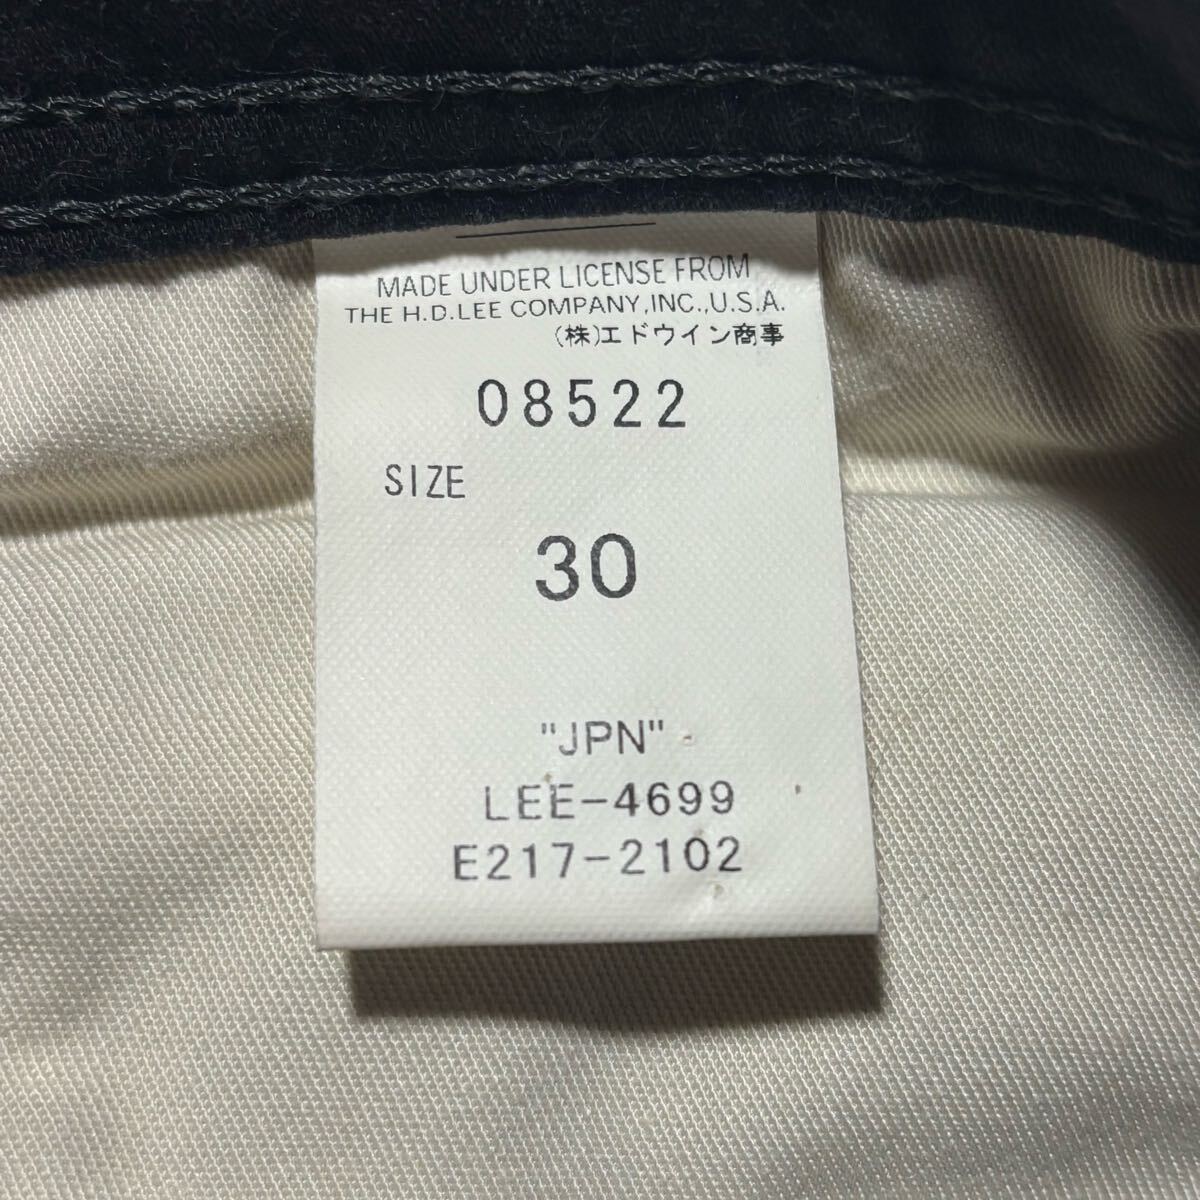 MADE UNDER LICENSE FROM
THE H.D.LEE COMPANY,INC.,U.S.A.
(株)エドウイン商事
08522
SIZE
30
"JPN"
LEE-4699
E217-2102